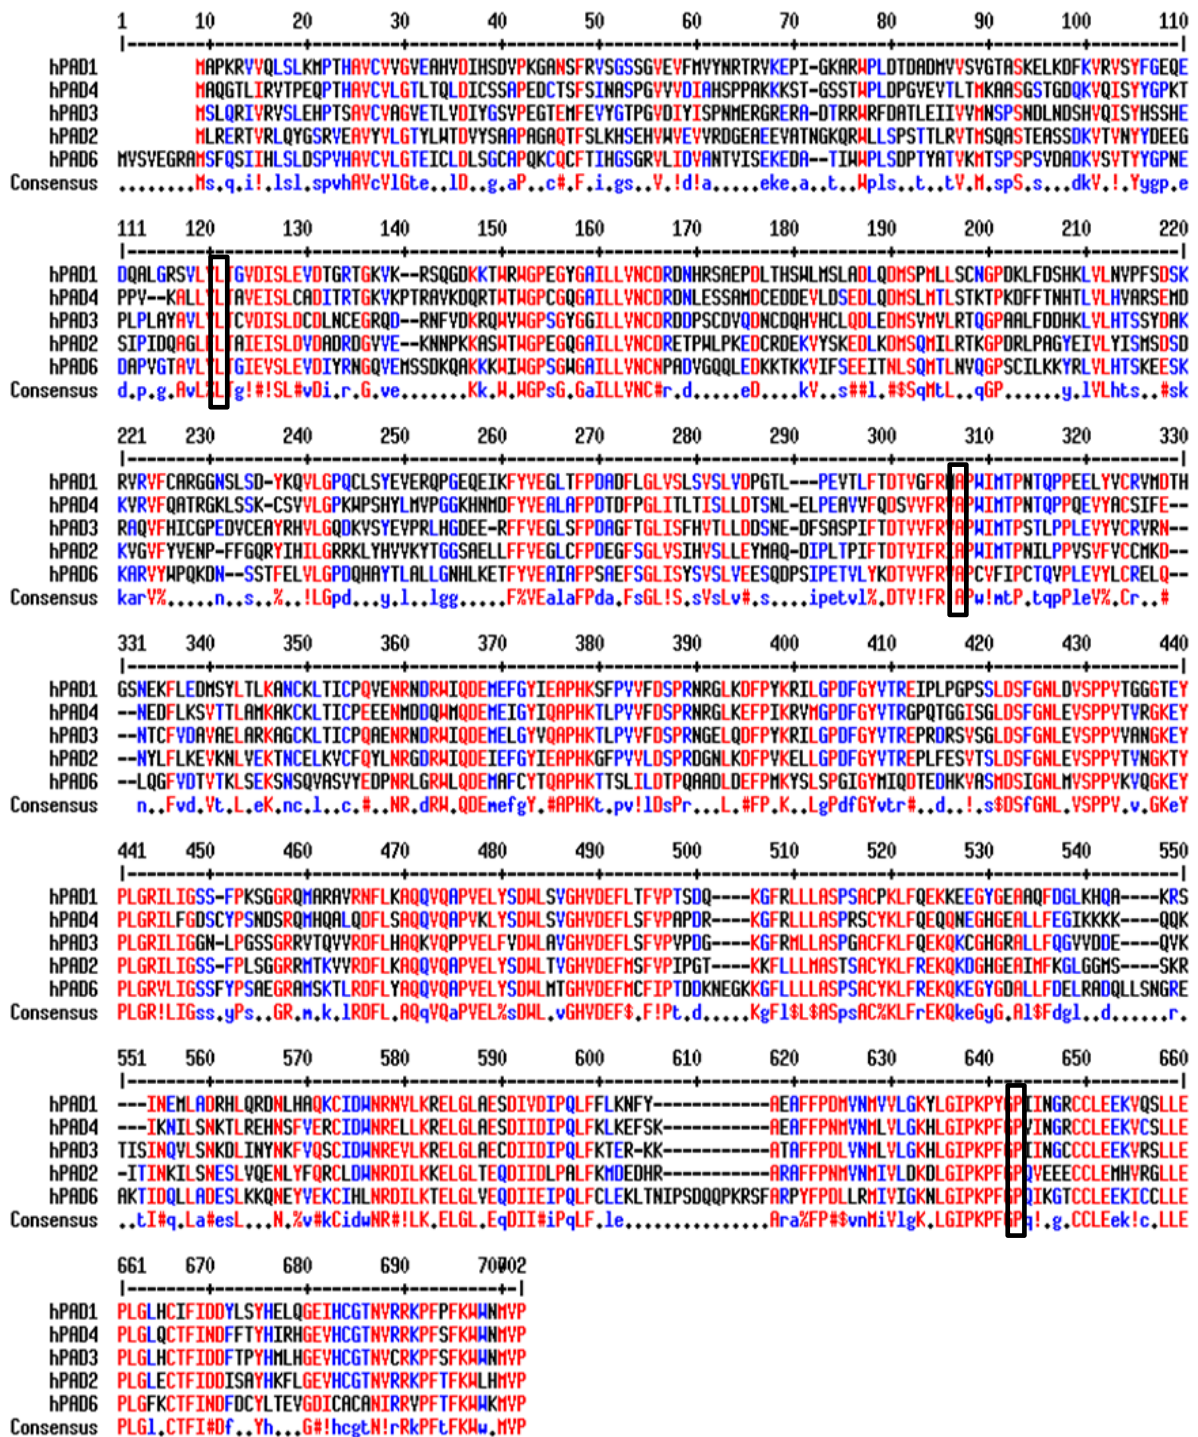 1 10 20 30 40 50 60 70 80 90 100 110
|--------+---------+---------+---------+---------+---------+---------+---------+---------+---------+---------|
hPAD1 MAPKRVVQLSLKMPTHAVCVVGVEAHVDIHSDVPKGANSFRVSGSSGVEVFMVYNRTRVKEPI-GKARWPLDTDADMVVSVGTASKELKDFKVRVSYFGEQE
hPAD4 MAQGTLIRVTPEQPTHAVCVLGTLTQLDICSSAPEDCTSFSINASPGVVVDIAHSPPAKKKST-GSSTWPLDPGVEVTLTMKAASGSTGDQKVQISYYGPKT
hPAD3 MSLQRIVRVSLEHPTSAVCVAGVETLVDIYGSVPEGTEMFEVYGTPGVDIYISPNMERGRERA-DTRRWRFDATLEIIVVMNSPSNDLNDSHVQISYHSSHE
hPAD2 MLRERTVRLQYGSRVEAVYVLGTYLWTDVYSAAPAGAQTFSLKHSEHVWVEVVRDGEAEEVATNGKQRWLLSPSTTLRVTMSQASTEASSDKVTVNYYDEEG
hPAD6 MVSVEGRAMSFQSIIHLSLDSPVHAVCVLGTEICLDLSGCAPQKCQCFTIHGSGRVLIDVANTVISEKEDA--TIWWPLSDPTYATVKMTSPSPSVDADKVSVTYYGPNE
Consensus ........Ms.q.i!.lsl.spvhAVcVlGte..lD..g.aP..c#.F.i.gs..V.!d!a.....eke.a..t..Wpls..t..tV.M.spS.s..dkV.!.Yygp.e
111 120 130 140 150 160 170 180 190 200 210 220
|--------+---------+---------+---------+---------+---------+---------+---------+---------+---------+---------|
hPAD1 DQALGRSVLYLTGVDISLEVDTGRTGKVK--RSQGDKKTWRWGPEGYGAILLVNCDRDNHRSAEPDLTHSWLMSLADLQDMSPMLLSCNGPDKLFDSHKLVLNVPFSDSK
hPAD4 PPV--KALLYLTAVEISLCADITRTGKVKPTRAVKDQRTWTWGPCGQGAILLVNCDRDNLESSAMDCEDDEVLDSEDLQDMSLMTLSTKTPKDFFTNHTLVLHVARSEMD
hPAD3 PLPLAYAVLYLTCVDISLDCDLNCEGRQD--RNFVDKRQWVWGPSGYGGILLVNCDRDDPSCDVQDNCDQHVHCLQDLEDMSVMVLRTQGPAALFDDHKLVLHTSSYDAK
hPAD2 SIPIDQAGLFLTAIEISLDVDADRDGVVE--KNNPKKASWTWGPEGQGAILLVNCDRETPWLPKEDCRDEKVYSKEDLKDMSQMILRTKGPDRLPAGYEIVLYISMSDSD
hPAD6 DAPVGTAVLYLTGIEVSLEVDIYRNGQVEMSSDKQAKKKWIWGPSGWGAILLVNCNPADVGQQLEDKKTKKVIFSEEITNLSQMTLNVQGPSCILKKYRLVLHTSKEESK
Consensus d.p.g.AvL%LTg!#!SL#vDi.r.G.ve......Kk.W.WGPsG.GaILLVNC#r.d.....eD....kV..s##l.#$SqMtL..qGP......y.lVLhts..#sk
221 230 240 250 260 270 280 290 300 310 320 330
|--------+---------+---------+---------+---------+---------+---------+---------+---------+---------+---------|
hPAD1 RVRVFCARGGNSLSD-YKQVLGPQCLSYEVERQPGEQEIKFYVEGLTFPDADFLGLVSLSVSLVDPGTL---PEVTLFTDTVGFRMAPWIMTPNTQPPEELYVCRVMDTH
hPAD4 KVRVFQATRGKLSSK-CSVVLGPKWPSHYLMVPGGKHNMDFYVEALAFPDTDFPGLITLTISLLDTSNL-ELPEAVVFQDSVVFRVAPWIMTPNTQPPQEVYACSIFE--
hPAD3 RAQVFHICGPEDVCEAYRHVLGQDKVSYEVPRLHGDEE-RFFVEGLSFPDAGFTGLISFHVTLLDDSNE-DFSASPIFTDTVVFRVAPWIMTPSTLPPLEVYVCRVRN--
hPAD2 KVGVFYVENP-FFGQRYIHILGRRKLYHVVKYTGGSAELLFFVEGLCFPDEGFSGLVSIHVSLLEYMAQ-DIPLTPIFTDTVIFRIAPWIMTPNILPPVSVFVCCMKD--
hPAD6 KARVYWPQKDN--SSTFELVLGPDQHAYTLALLGNHLKETFYVEAIAFPSAEFSGLISYSVSLVEESQDPSIPETVLYKDTVVFRVAPCVFIPCTQVPLEVYLCRELQ--
Consensus karV%.....n..s..%..!LGpd...y.l..lgg.....F%VEalaFPda.FsGL!S.sVsLv#.s....ipetvl%.DTV!FR!APw!mtP.tqpPleV%.Cr..#
331 340 350 360 370 380 390 400 410 420 430 440
|--------+---------+---------+---------+---------+---------+---------+---------+---------+---------+---------|
hPAD1 GSNEKFLEDMSYLTLKANCKLTICPQVENRNDRWIQDEMEFGYIEAPHKSFPVVFDSPRNRGLKDFPYKRILGPDFGYVTREIPLPGPSSLDSFGNLDVSPPVTGGGTEY
hPAD4 --NEDFLKSVTTLAMKAKCKLTICPEEENMDDQWMQDEMEIGYIQAPHKTLPVVFDSPRNRGLKEFPIKRVMGPDFGYVTRGPQTGGISGLDSFGNLEVSPPVTVRGKEY
hPAD3 --NTCFVDAVAELARKAGCKLTICPQAENRNDRWIQDEMELGYVQAPHKTLPVVFDSPRNGELQDFPYKRILGPDFGYVTREPRDRSVSGLDSFGNLEVSPPVVANGKEY
hPAD2 --NYLFLKEVKNLVEKTNCELKVCFQYLNRGDRWIQDEIEFGYIEAPHKGFPVVLDSPRDGNLKDFPVKELLGPDFGYVTREPLFESVTSLDSFGNLEVSPPVTVNGKTY
hPAD6 --LQGFVDTVTKLSEKSNSQVASVYEDPNRLGRWLQDEMAFCYTQAPHKTTSLILDTPQAADLDEFPMKYSLSPGIGYMIQDTEDHKVASMDSIGNLMVSPPVKVQGKEY
Consensus n..Fvd.Vt.L.eK.nc.l..c.#..NR.dRW.QDEmefgY.#APHKt.pv!lDsPr...L.#FP.K..LgPdfGYvtr#..d..!.s$DSfGNL.VSPPV.v.GKeY
441 450 460 470 480 490 500 510 520 530 540 550
|--------+---------+---------+---------+---------+---------+---------+---------+---------+---------+---------|
hPAD1 PLGRILIGSS-FPKSGGRQMARAVRNFLKAQQVQAPVELYSDWLSVGHVDEFLTFVPTSDQ----KGFRLLLASPSACPKLFQEKKEEGYGEAAQFDGLKHQA----KRS
hPAD4 PLGRILFGDSCYPSNDSRQMHQALQDFLSAQQVQAPVKLYSDWLSVGHVDEFLSFVPAPDR----KGFRLLLASPRSCYKLFQEQQNEGHGEALLFEGIKKKK----QQK
hPAD3 PLGRILIGGN-LPGSSGRRVTQVVRDFLHAQKVQPPVELFVDWLAVGHVDEFLSFVPVPDG----KGFRMLLASPGACFKLFQEKQKCGHGRALLFQGVVDDE----QVK
hPAD2 PLGRILIGSS-FPLSGGRRMTKVVRDFLKAQQVQAPVELYSDWLTVGHVDEFMSFVPIPGT----KKFLLLMASTSACYKLFREKQKDGHGEAIMFKGLGGMS----SKR
hPAD6 PLGRVLIGSSFYPSAEGRAMSKTLRDFLYAQQVQAPVELYSDWLMTGHVDEFMCFIPTDDKNEGKKGFLLLLASPSACYKLFREKQKEGYGDALLFDELRADQLLSNGRE
Consensus PLGR!LIGss.yPs..GR.m.k.lRDFL.AQqVQaPVEL%sDWL.vGHVDEF$.F!Pt.d.....KgFl$L$ASpsAC%KLFrEKQkeGyG.Al$Fdgl..d......r.
551 560 570 580 590 600 610 620 630 640 650 660
|--------+---------+---------+---------+---------+---------+---------+---------+---------+---------+---------|
hPAD1 ---INEMLADRHLQRDNLHAQKCIDWNRNVLKRELGLAESDIVDIPQLFFLKNFY------------AEAFFPDMVNMVVLGKYLGIPKPYGPIINGRCCLEEKVQSLLE
hPAD4 ---IKNILSNKTLREHNSFVERCIDWNRELLKRELGLAESDIIDIPQLFKLKEFSK-----------AEAFFPNMVNMLVLGKHLGIPKPFGPVINGRCCLEEKVCSLLE
hPAD3 TISINQVLSNKDLINYNKFVQSCIDWNREVLKRELGLAECDIIDIPQLFKTER-KK-----------ATAFFPDLVNMLVLGKHLGIPKPFGPIINGCCCLEEKVRSLLE
hPAD2 -ITINKILSNESLVQENLYFQRCLDWNRDILKKELGLTEQDIIDLPALFKMDEDHR-----------ARAFFPNMVNMIVLDKDLGIPKPFGPQVEEECCLEMHVRGLLE
hPAD6 AKTIDQLLADESLKKQNEYVEKCIHLNRDILKTELGLVEQDIIEIPQLFCLEKLTNIPSDQQPKRSFARPYFPDLLRMIVIGKNLGIPKPFGPQIKGTCCLEEKICCLLE
Consensus ..tI#q.La#esL...N.%v#kCidwNR#!LK.ELGL.EqDII#iPqLF.le...............Ara%FP#$vnMiVlgK.LGIPKPFGPq!.g.CCLEek!c.LLE
661 670 680 690 700702
|--------+---------+---------+---------+-|
hPAD1 PLGLHCIFIDDYLSYHELQGEIHCGTNVRRKPFPFKWWNMVP
hPAD4 PLGLQCTFINDFFTYHIRHGEVHCGTNVRRKPFSFKWWNMVP
hPAD3 PLGLHCTFIDDFTPYHMLHGEVHCGTNVCRKPFSFKWWNMVP
hPAD2 PLGLECTFIDDISAYHKFLGEVHCGTNVRRKPFTFKWLHMVP
hPAD6 PLGFKCTFINDFDCYLTEVGDICACANIRRVPFTFKWWKMVP
Consensus PLGl.CTFI#Df..Yh...G#!hcgtN!rRkPFtFKWw.MVP